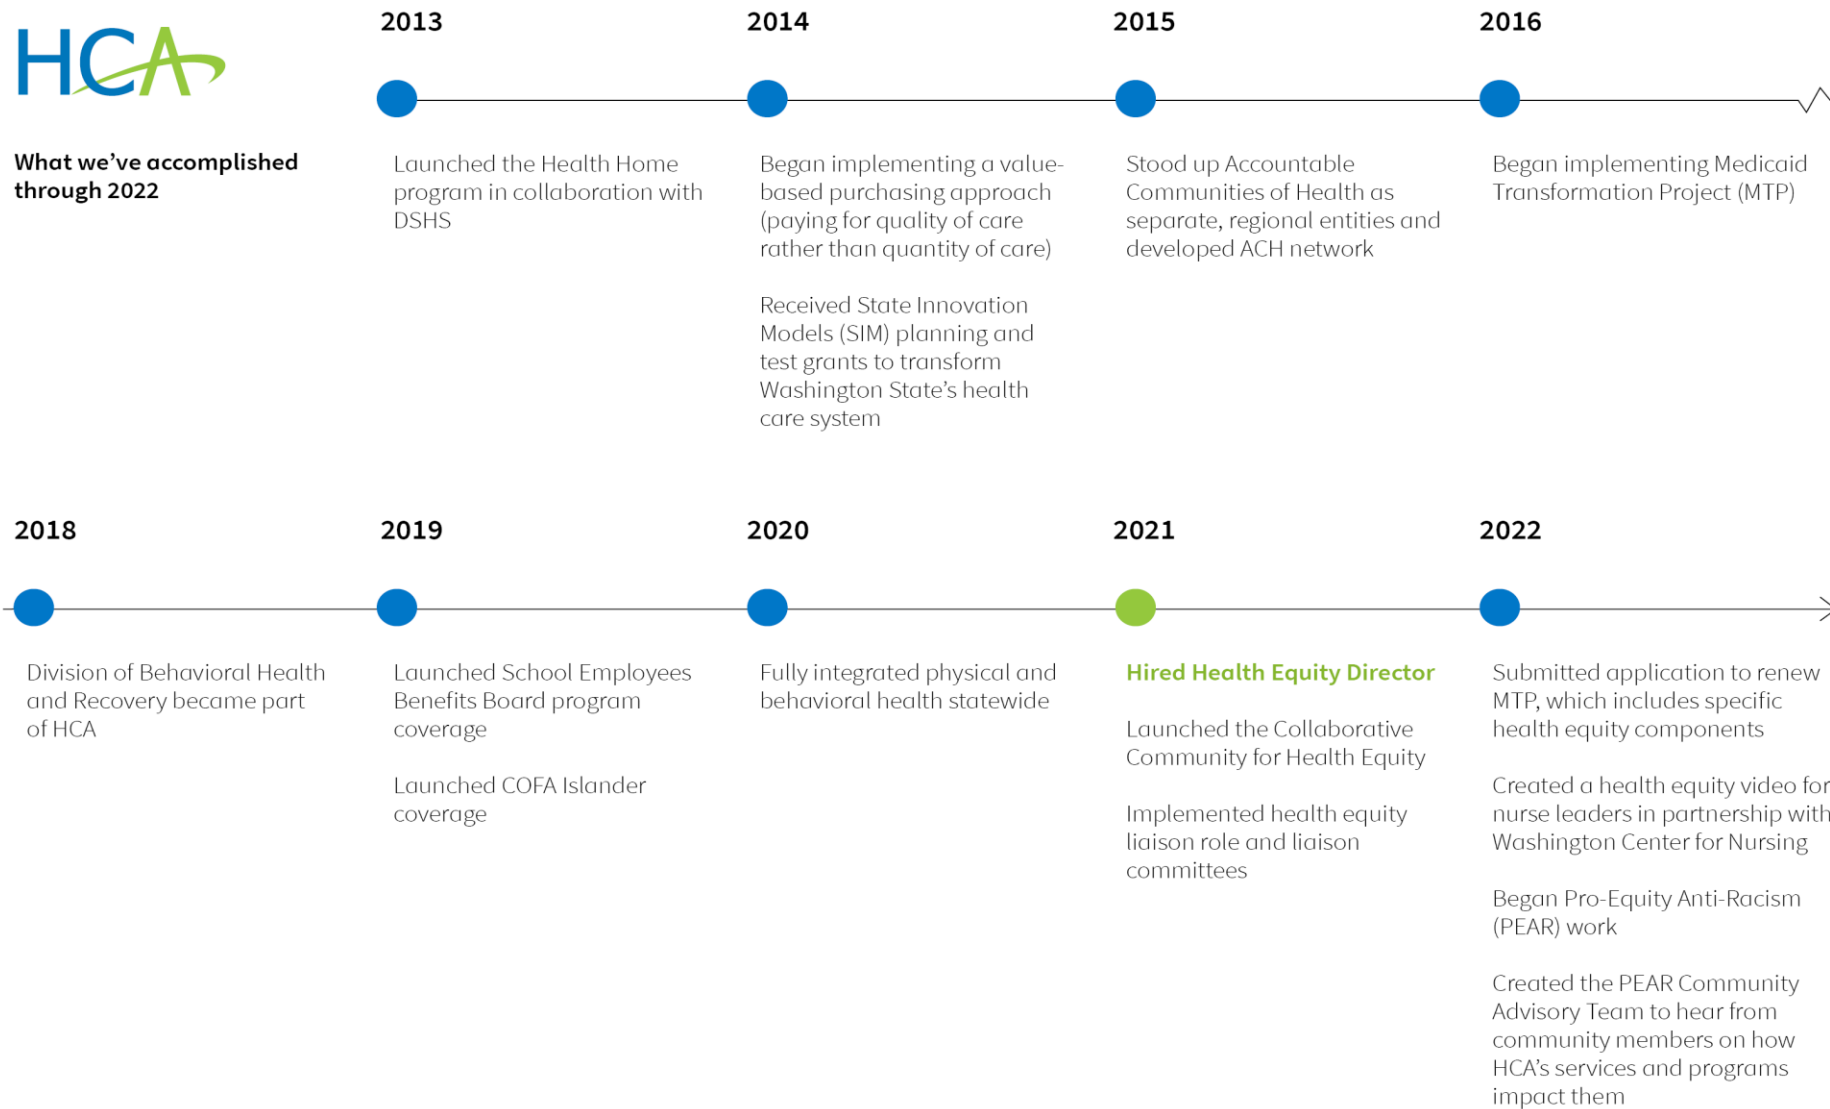 HCA
What we’ve accomplished
through 2022
2013
Launched the Health Home
program in collaboration with
DSHS
2014
Began implementing a value-
based purchasing approach
(paying for quality of care
rather than quantity of care)
Received State Innovation
Models (SIM) planning and
test grants to transform
Washington State’s health
care system
2015
Stood up Accountable
Communities of Health as
separate, regional entities and
developed ACH network
2016
Began implementing Medicaid
Transformation Project (MTP)
2018
Division of Behavioral Health
and Recovery became part
of HCA
2019
Launched School Employees
Benefits Board program
coverage
Launched COFA Islander
coverage
2020
Fully integrated physical and
behavioral health statewide
2021
Hired Health Equity Director
Launched the Collaborative
Community for Health Equity
Implemented health equity
liaison role and liaison
committees
2022
Submitted application to renew
MTP, which includes specific
health equity components
Created a health equity video for
nurse leaders in partnership with
Washington Center for Nursing
Began Pro-Equity Anti-Racism
(PEAR) work
Created the PEAR Community
Advisory Team to hear from
community members on how
HCA’s services and programs
impact them